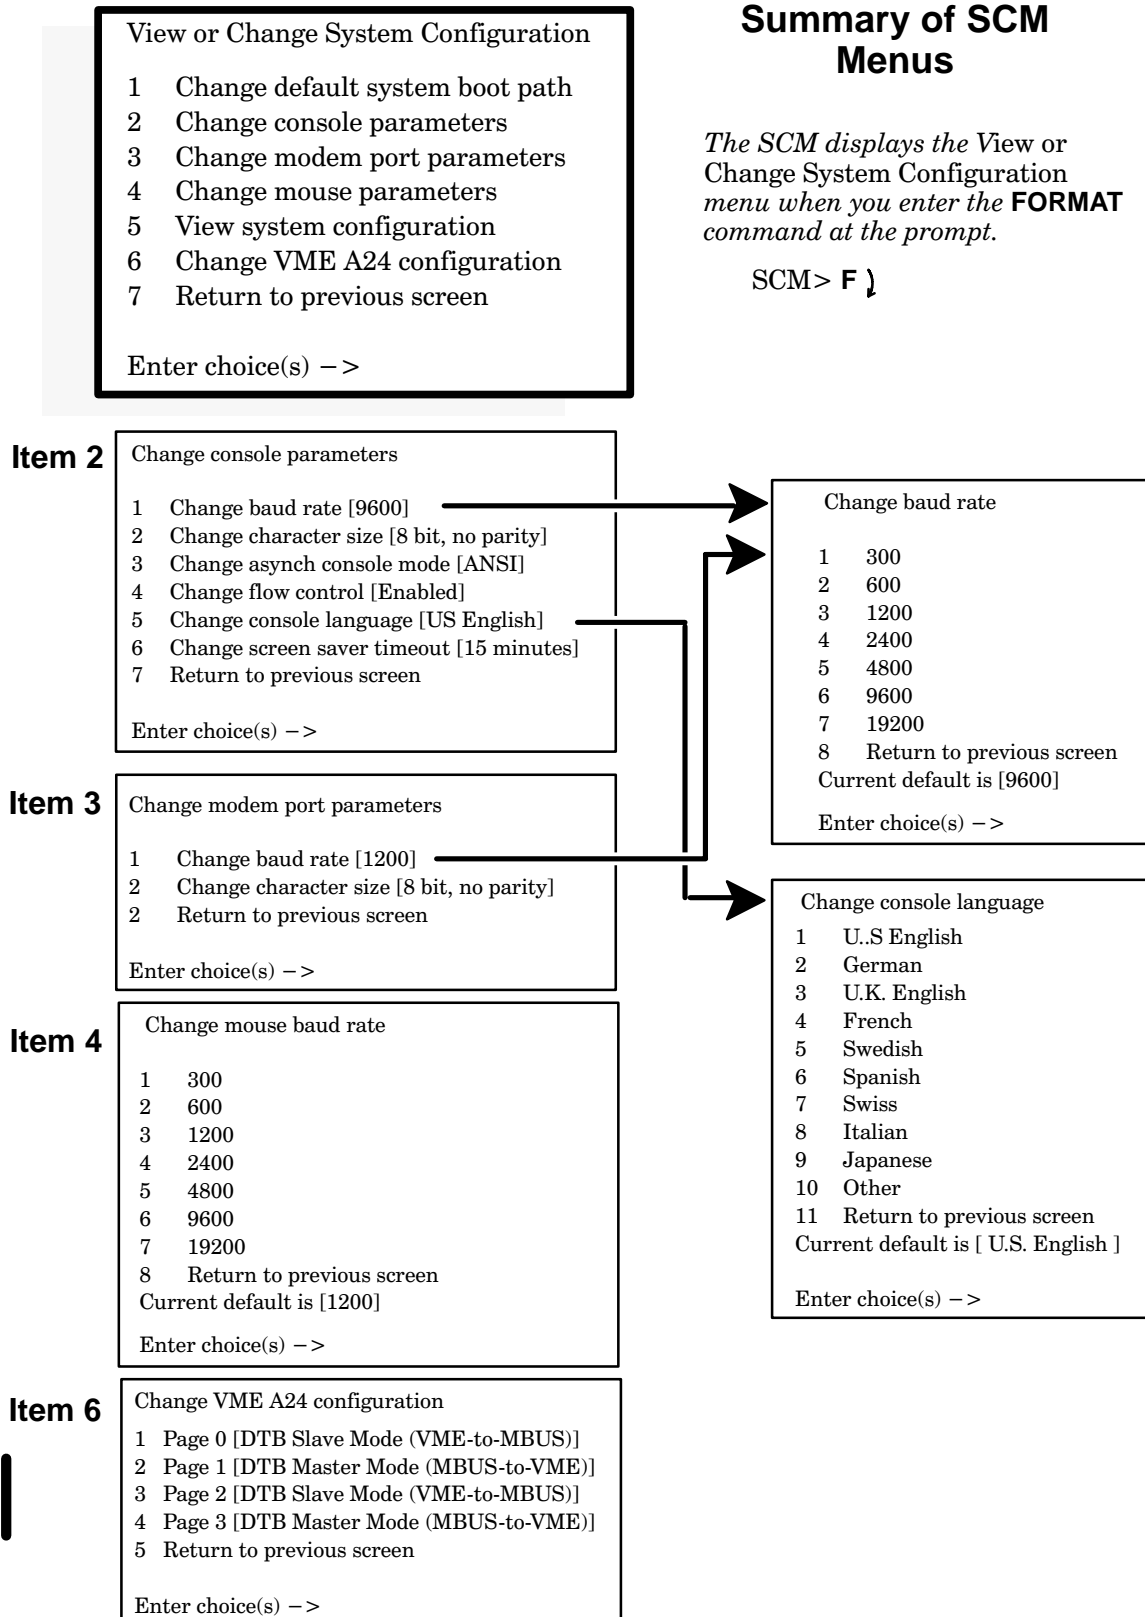 View or Change System Configuration
1 Change default system boot path
2 Change console parameters
3 Change modem port parameters
4 Change mouse parameters
5 View system configuration
6 Change VME A24 configuration
7 Return to previous screen
Enter choice(s) −>
Summary of SCM
Menus
The SCM displays the View or
Change System Configuration
menu when you enter the FORMAT
command at the prompt.
SCM> F
Item 2
Change console parameters
1 Change baud rate [9600]
2 Change character size [8 bit, no parity]
3 Change asynch console mode [ANSI]
4 Change flow control [Enabled]
5 Change console language [US English]
6 Change screen saver timeout [15 minutes]
7 Return to previous screen
Enter choice(s) −>
Change baud rate
1 300
2 600
3 1200
4 2400
5 4800
6 9600
7 19200
8 Return to previous screen
Current default is [9600]
Enter choice(s) −>
Item 3
Change modem port parameters
1 Change baud rate [1200]
2 Change character size [8 bit, no parity]
2 Return to previous screen
Enter choice(s) −>
Change console language
1 U..S English
2 German
3 U.K. English
4 French
5 Swedish
6 Spanish
7 Swiss
8 Italian
9 Japanese
10 Other
11 Return to previous screen
Current default is [ U.S. English ]
Enter choice(s) −>
Item 4
Change mouse baud rate
1 300
2 600
3 1200
4 2400
5 4800
6 9600
7 19200
8 Return to previous screen
Current default is [1200]
Enter choice(s) −>
Item 6
Change VME A24 configuration
1 Page 0 [DTB Slave Mode (VME-to-MBUS)]
2 Page 1 [DTB Master Mode (MBUS-to-VME)]
3 Page 2 [DTB Slave Mode (VME-to-MBUS)]
4 Page 3 [DTB Master Mode (MBUS-to-VME)]
5 Return to previous screen
Enter choice(s) −>